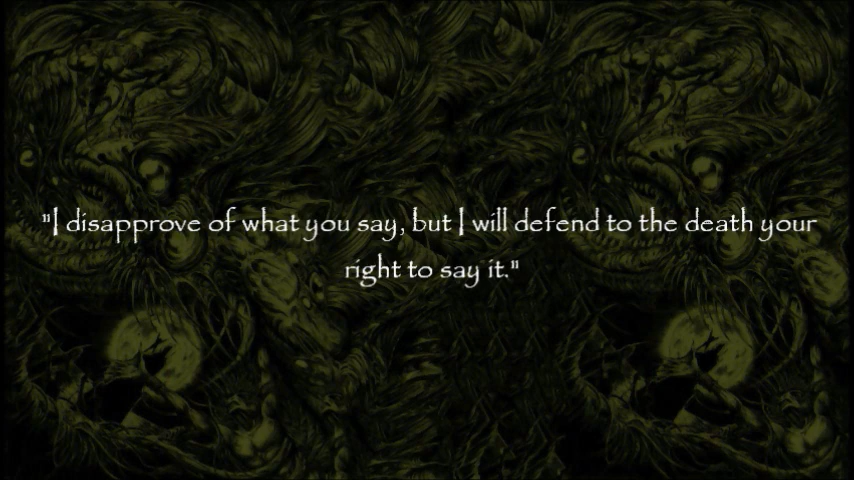 "I disapprove of what you say, but I will defend to the death your
right to say it."